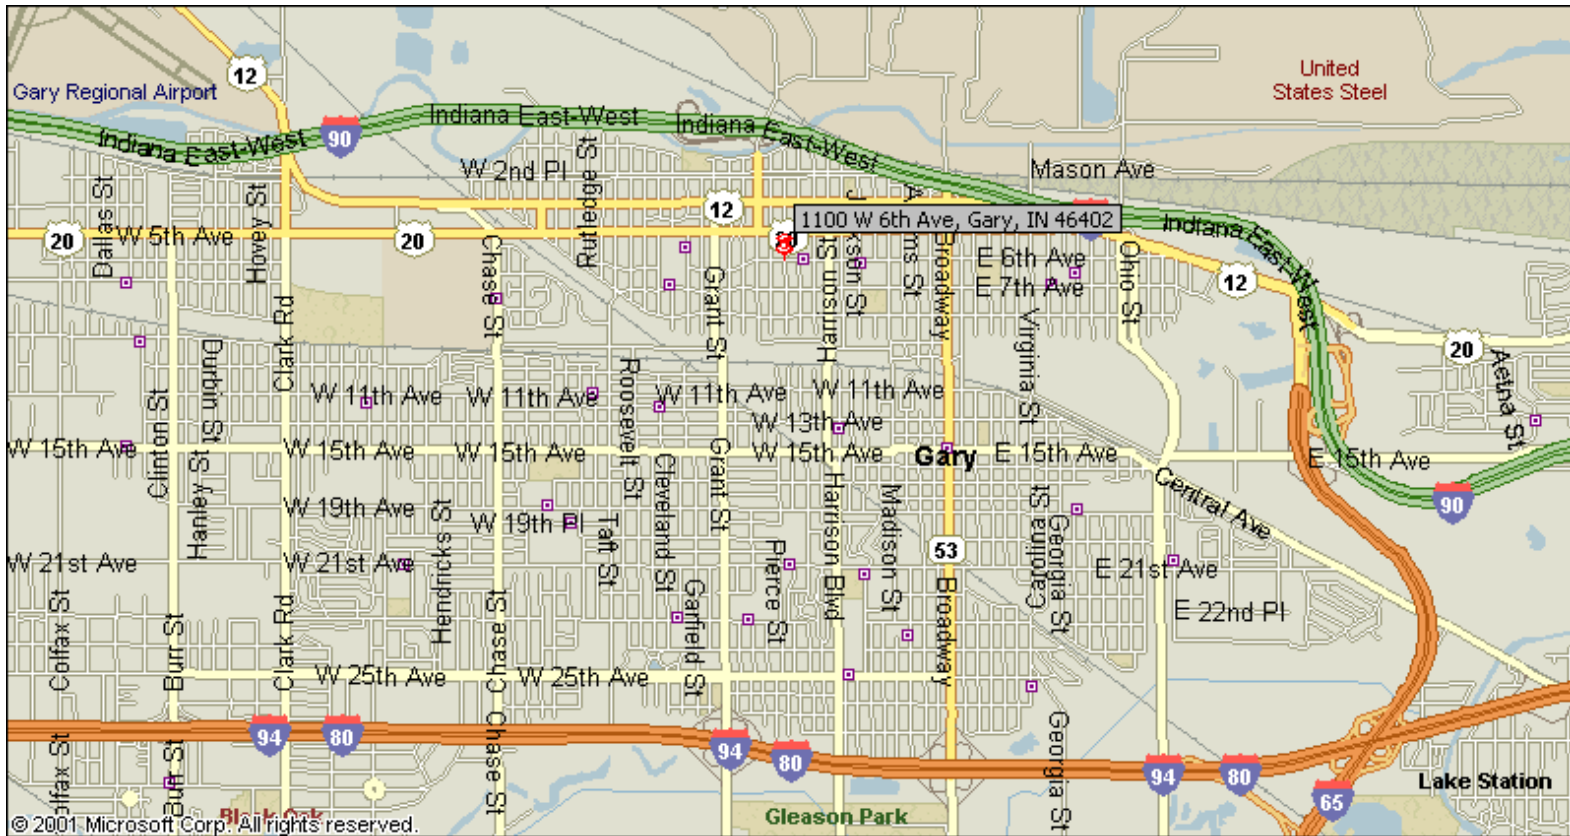 United
States Steel
12
Gary Regional Airport
90
Indiana East-West
Indiana East-West
Indiana East-West
W 2nd Pl
Mason Ave
Dallas St
Hovey St
Rutledge St
12
1100 W 6th Ave, Gary, IN 46402
Indiana East-West
20
W 5th Ave
20
Chase St
Grant St
Harrison St
Broadway
E 6th Ave
E 7th Ave
Ohio St
12
20
Clark Rd
Durbin St
Roosevelt St
Virginia St
Aetna St
W 11th Ave
W 11th Ave
W 11th Ave
W 11th Ave
W 13th Ave
W 15th Ave
Clinton St
W 15th Ave
W 15th Ave
W 15th Ave
Gary
E 15th Ave
E 15th Ave
Hanley St
Cleveland St
Grant St
Central Ave
90
W 19th Ave
W 19th Pl
Hendricks St
Taft St
Harrison Blvd
Madison St
53
Carolina St
Georgia St
W 21st Ave
W 21st Ave
Pierce St
E 21st Ave
E 22nd Pl
Colfax St
Burr St
Clark Rd
Chase St
Garfield St
Broadway
W 25th Ave
W 25th Ave
94
80
94
80
94
80
65
Colfax St
Burr St
Chase St
Georgia St
Lake Station
Black Oak
Gleason Park
© 2001 Microsoft Corp. All rights reserved.